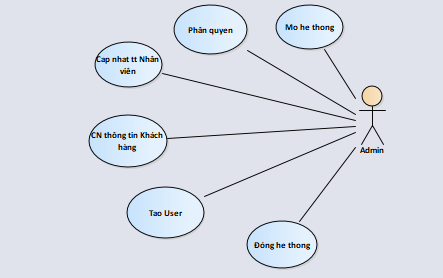 Mo he thong
Phân quyen
Cap nhat tt Nhân
viên
CN thông tin Khách
hàng
Admin
Tao User
Đóng he thong